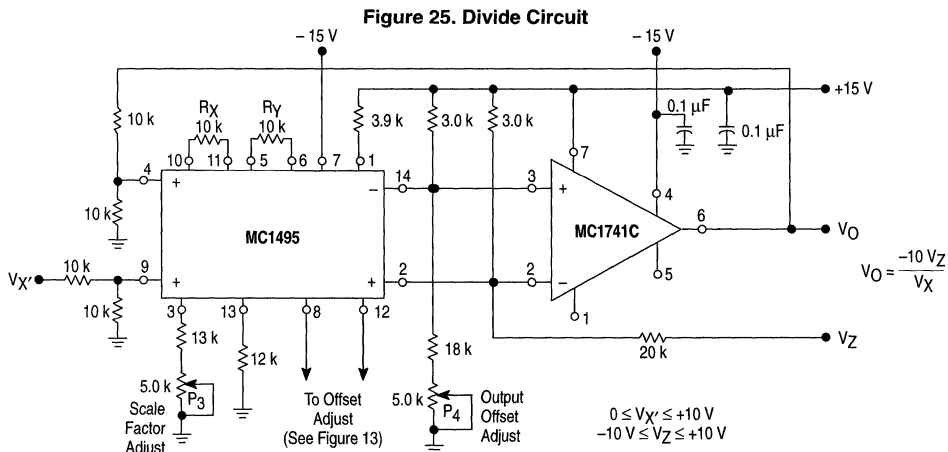 Figure 25. Divide Circuit
– 15 V
– 15 V
+15 V
10 k
RX
10 k
RY
10 k
3.9 k
3.0 k
3.0 k
0.1 µF
0.1 µF
10
11
5
6
7
1
7
4
+
–
14
3
+
4
10 k
MC1495
MC1741C
6
VO
VO = –10 VZ / VX
VX'
10 k
9
+
+
2
2
–
5
10 k
3
13
8
12
1
13 k
12 k
18 k
20 k
VZ
5.0 k
P3
Scale
Factor
Adjust
To Offset
Adjust
(See Figure 13)
5.0 k
P4
Output
Offset
Adjust
0 ≤ VX' ≤ +10 V
–10 V ≤ VZ ≤ +10 V